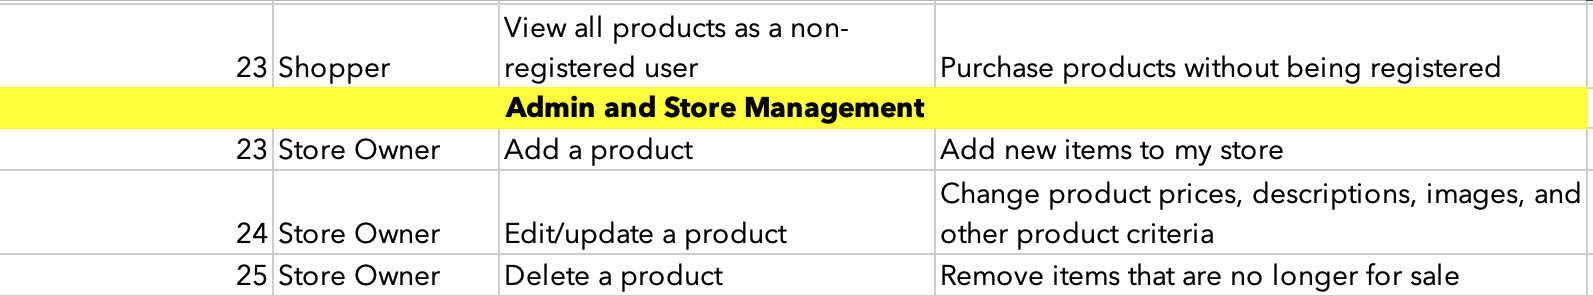 View all products as a non-
23 Shopper registered user Purchase products without being registered
Admin and Store Management
23 Store Owner Add a product Add new items to my store
Change product prices, descriptions, images, and
24 Store Owner Edit/update a product other product criteria
25 Store Owner Delete a product Remove items that are no longer for sale